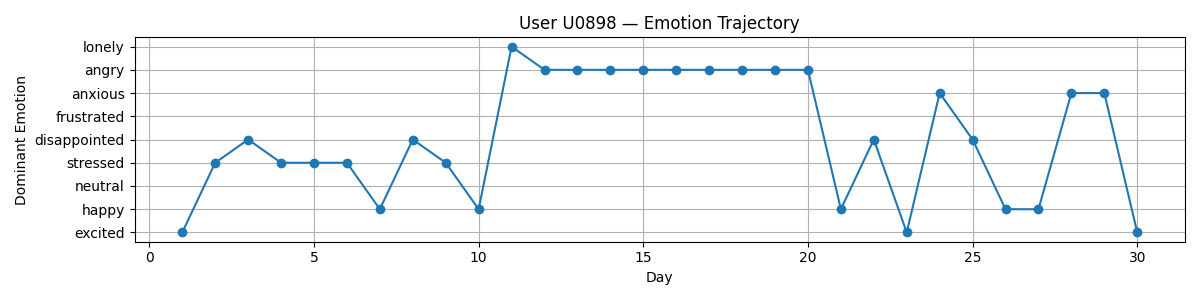 User U0898 — Emotion Trajectory
Dominant Emotion
lonely
angry
anxious
frustrated
disappointed
stressed
neutral
happy
excited
0 5 10 15 20 25 30
Day